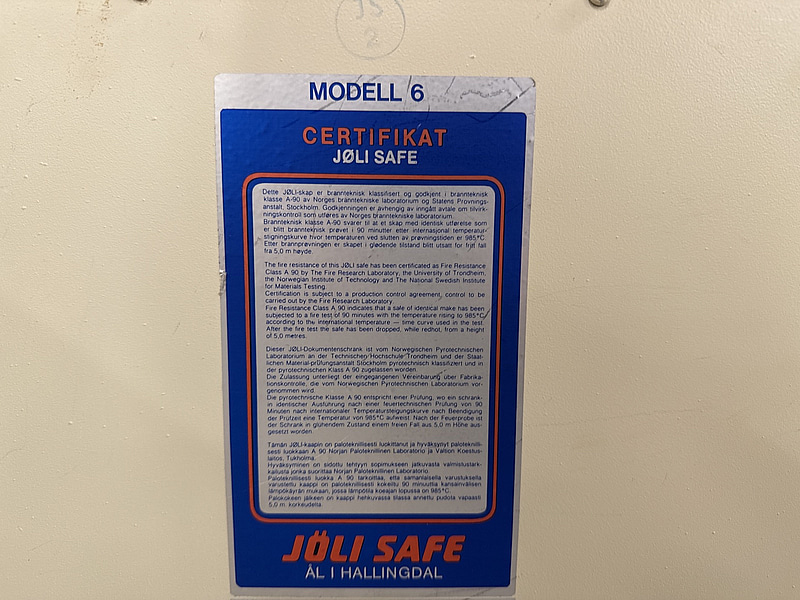 JS
2
MODELL 6
CERTIFIKAT
JØLI SAFE
Dette JØLI-skap er brannteknisk klassifisert og godkjent i brannteknisk
klasse A-90 av Norges branntekniske laboratorium og Statens Provnings-
anstalt, Stockholm. Godkjenningen er avhengig av inngått avtale om tilvirk-
ningskontroll som utføres av Norges branntekniske laboratorium.
Brannteknisk klasse A-90 svarer til at et skap med identisk utførelse som
er blitt brannteknisk prøvet i 90 minutter etter internasjonal temperatur-
stigningskurve hvor temperaturen ved slutten av prøvningstiden er 985°C.
Etter brannprøvningen er skapet i glødende tilstand blitt utsatt for fritt fall
fra 5,0 m høyde.
The fire resistance of this JØLI safe has been certificated as Fire Resistance
Class A 90 by The Fire Research Laboratory, the University of Trondheim,
the Norwegian Institute of Technology and The National Swedish Institute
for Materials Testing.
Certification is subject to a production control agreement, control to be
carried out by the Fire Research Laboratory.
Fire Resistance Class A 90 indicates that a safe of identical make has been
subjected to a fire test of 90 minutes with the temperature rising to 985°C
according to the international temperature — time curve used in the test.
After the fire test the safe has been dropped, while redhot, from a height
of 5,0 metres.
Dieser JØLI-Dokumentenschrank ist vom Norwegischen Pyrotechnischen
Laboratorium an der Technischen Hochschule Trondheim und der Staat-
lichen Material-prüfungsanstalt Stockholm pyrotechnisch klassifiziert und in
der pyrotechnischen Klass A 90 zugelassen worden.
Die Zulassung unterliegt der eingegangenen Vereinbarung über Fabrika-
tionskontrolle, die vom Norwegischen Pyrotechnischen Laboratorium vor-
genommen wird.
Die pyrotechnische Klasse A 90 entspricht einer Prüfung, wo ein schrank
in identischer Ausführung nach einer feuertechnischen Prüfung von 90
Minuten nach internationaler Temperatursteigungskurve nach Beendigung
der Prüfzeit eine Temperatur von 985°C aufweist. Nach der Feuerprobe ist
der Schrank in glühendem Zustand einem freien Fall aus 5,0 m Höhe aus-
gesetzt worden.
Tämän JØLI-kaapin on paloteknillisesti luokittanut ja hyväksynyt paloteknilli-
sesti luokkaan A 90 Norjan Paloteknillinen Laboratorio ja Valtion Koestus-
laitos, Tukholma.
Hyväksyminen on sidottu tehtyyn sopimukseen jatkuvasta valmistustark-
kailusta jonka suorittaa Norjan Paloteknillinen Laboratorio.
Paloteknillisesti luokka A 90 tarkoittaa, että samanlaisella varustuksella
varustettu kaappi on paloteknillisesti kokeiltu 90 minuuttia kansainvälisen
lämpökäyrän mukaan, jossa lämpötila koeajan lopussa on 985°C.
Palokokeen jälkeen on kaappi hehkuvassa tilassa annettu pudota vapaasti
5,0 m. korkeudelta.
JÖLI SAFE
ÅL I HALLINGDAL